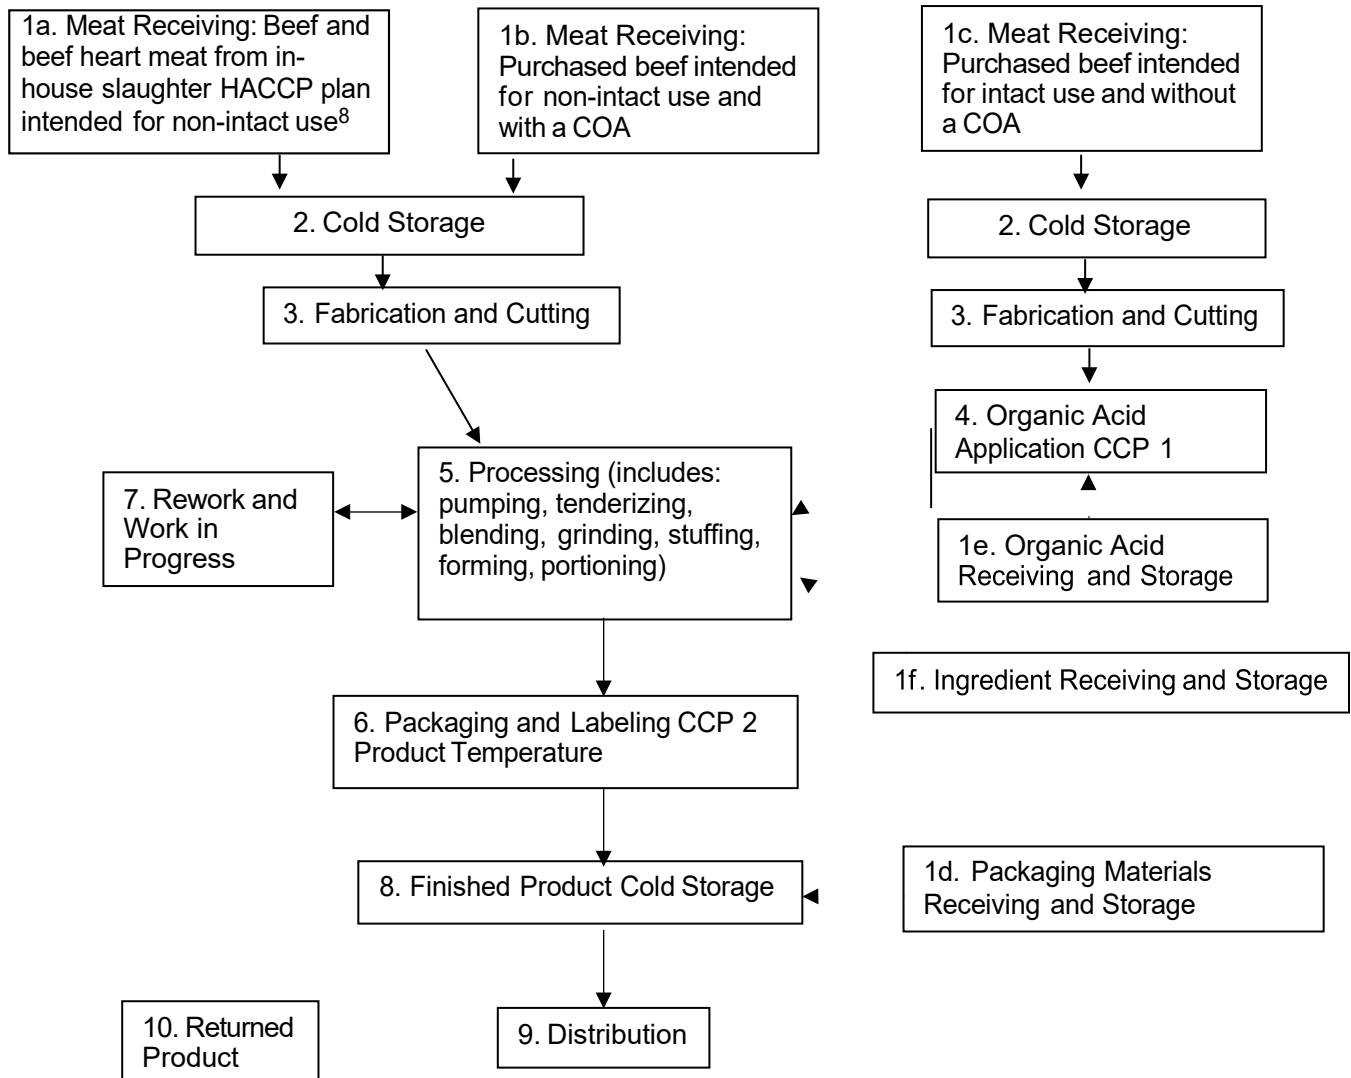 1a. Meat Receiving: Beef and
beef heart meat from in-
house slaughter HACCP plan
intended for non-intact use8
1b. Meat Receiving:
Purchased beef intended
for non-intact use and
with a COA
1c. Meat Receiving:
Purchased beef intended
for intact use and without
a COA
2. Cold Storage
2. Cold Storage
3. Fabrication and Cutting
3. Fabrication and Cutting
4. Organic Acid
Application CCP 1
5. Processing (includes:
pumping, tenderizing,
blending, grinding, stuffing,
forming, portioning)
7. Rework and
Work in
Progress
1e. Organic Acid
Receiving and Storage
1f. Ingredient Receiving and Storage
6. Packaging and Labeling CCP 2
Product Temperature
8. Finished Product Cold Storage
1d. Packaging Materials
Receiving and Storage
10. Returned
Product
9. Distribution